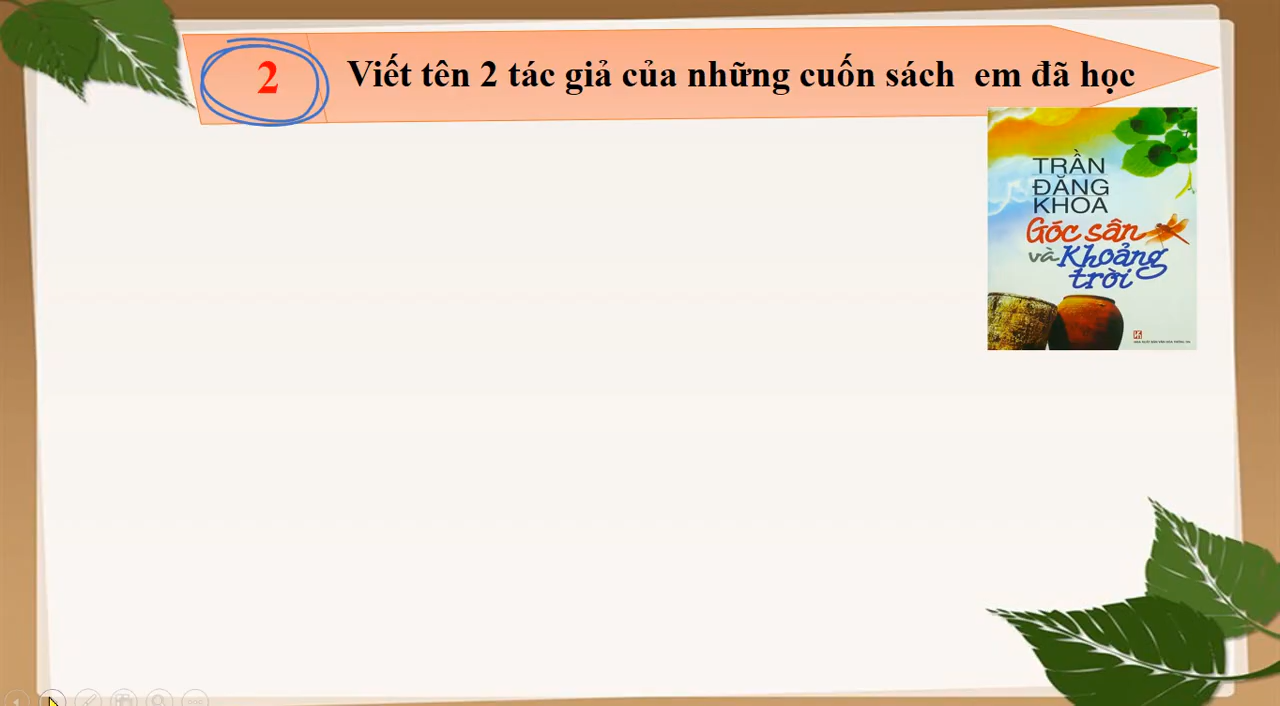 2 Viết tên 2 tác giả của những cuốn sách em đã học
TRẦN
ĐĂNG
KHOA
Góc sân
và Khoảng
trời